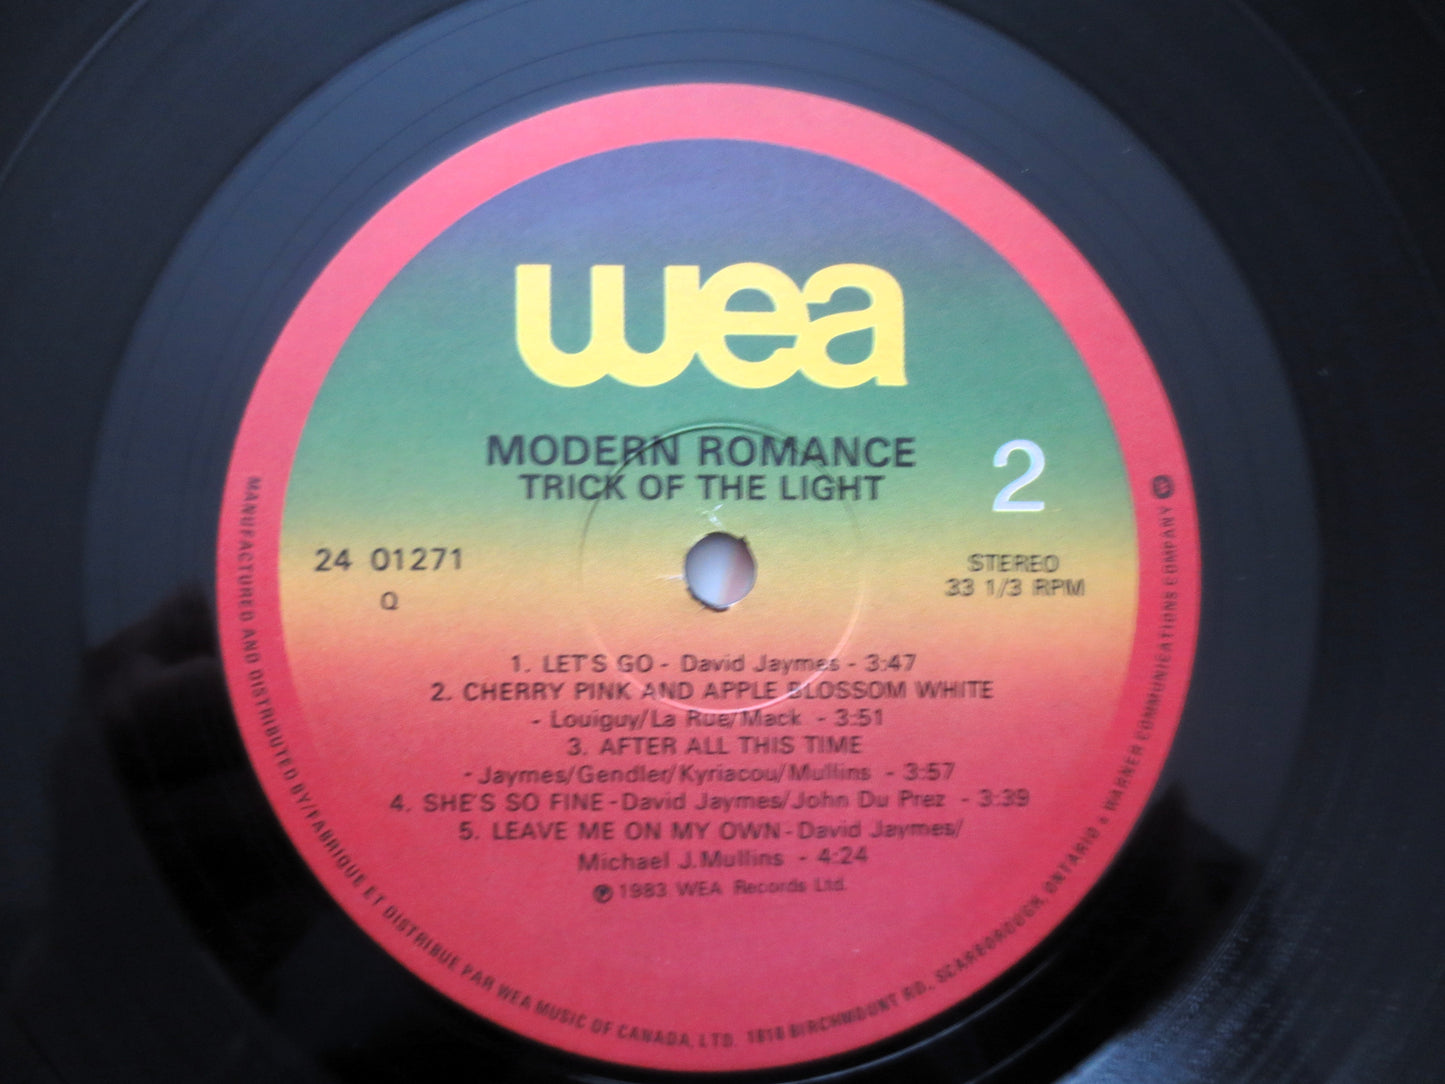 wea
MODERN ROMANCE
TRICK OF THE LIGHT
2
24 01271
Q
STEREO
33 1/3 RPM
1. LET'S GO - David Jaymes - 3:47
2. CHERRY PINK AND APPLE BLOSSOM WHITE
- Louiguy/La Rue/Mack - 3:51
3. AFTER ALL THIS TIME
- Jaymes/Gendler/Kyriacou/Mullins - 3:57
4. SHE'S SO FINE - David Jaymes/John Du Prez - 3:39
5. LEAVE ME ON MY OWN - David Jaymes/
Michael J. Mullins - 4:24
℗ 1983 WEA Records Ltd.
MANUFACTURED AND DISTRIBUTED BY/FABRIQUE ET DISTRIBUE PAR WEA MUSIC OF CANADA, LTD. 1810 BIRCHMOUNT RD, SCARBOROUGH, ONTARIO • WARNER COMMUNICATIONS COMPANY